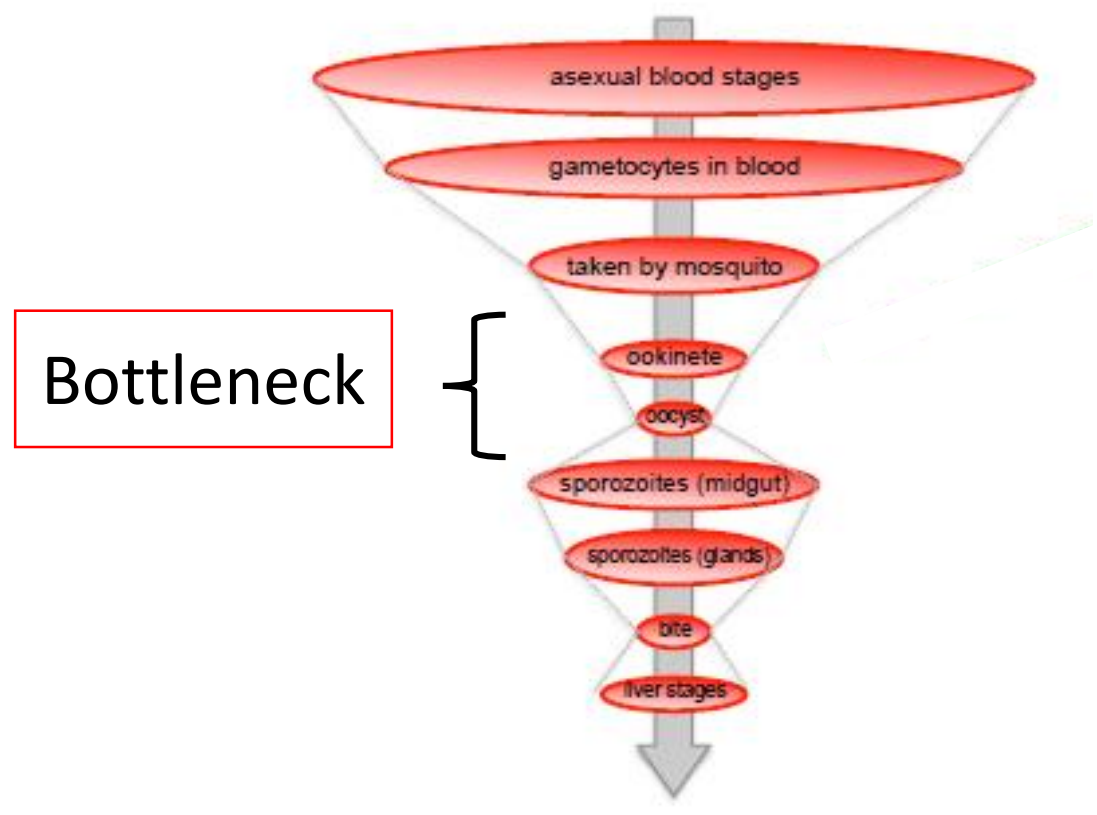 asexual blood stages
gametocytes in blood
taken by mosquito
Bottleneck
ookinete
oocyst
sporozoites (midgut)
sporozoites (glands)
bite
liver stages